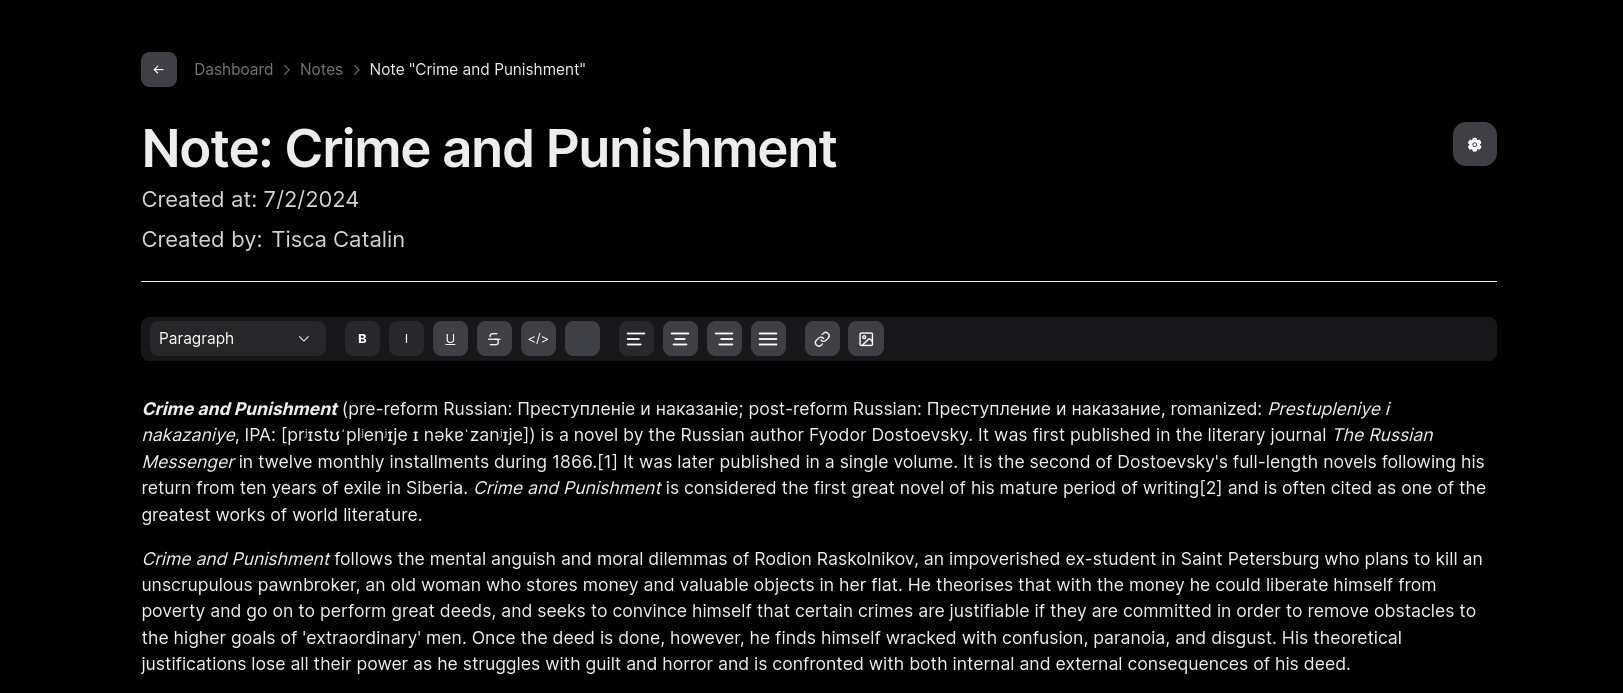 Dashboard > Notes > Note "Crime and Punishment"
Note: Crime and Punishment
Created at: 7/2/2024
Created by: Tisca Catalin
Paragraph B I U S </>
Crime and Punishment (pre-reform Russian: Преступленіе и наказаніе; post-reform Russian: Преступление и наказание, romanized: Prestupleniye i
nakazaniye, IPA: [prʲɪstʊˈplʲenʲɪje ɪ nəkɐˈzanʲɪje]) is a novel by the Russian author Fyodor Dostoevsky. It was first published in the literary journal The Russian
Messenger in twelve monthly installments during 1866.[1] It was later published in a single volume. It is the second of Dostoevsky's full-length novels following his
return from ten years of exile in Siberia. Crime and Punishment is considered the first great novel of his mature period of writing[2] and is often cited as one of the
greatest works of world literature.
Crime and Punishment follows the mental anguish and moral dilemmas of Rodion Raskolnikov, an impoverished ex-student in Saint Petersburg who plans to kill an
unscrupulous pawnbroker, an old woman who stores money and valuable objects in her flat. He theorises that with the money he could liberate himself from
poverty and go on to perform great deeds, and seeks to convince himself that certain crimes are justifiable if they are committed in order to remove obstacles to
the higher goals of 'extraordinary' men. Once the deed is done, however, he finds himself wracked with confusion, paranoia, and disgust. His theoretical
justifications lose all their power as he struggles with guilt and horror and is confronted with both internal and external consequences of his deed.